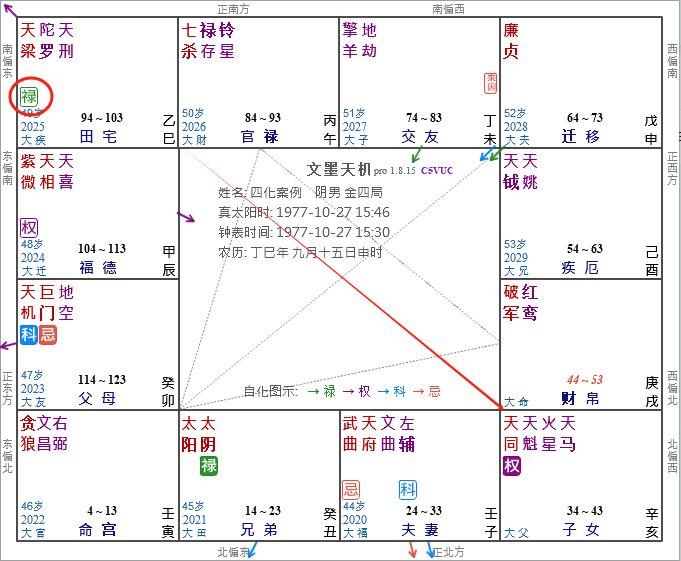 正南方
南偏西
南偏东
天 陀 天
梁 罗 刑
禄
49岁
2025
大疾
94~103
田 宅
乙
巳
七 禄 铃
杀 存 星
50岁
2026
大财
84~93
官 禄
丙
午
擎 地
羊 劫
来因
51岁
2027
大子
74~83
交 友
丁
未
廉
贞
52岁
2028
大夫
64~73
迁 移
戊
申
西偏南
东偏南
紫 天 天
微 相 喜
权
48岁
2024
大迁
104~113
福 德
甲
辰
文墨天机 pro 1.8.15 C5VUC
姓名: 四化案例 阴男 金四局
真太阳时: 1977-10-27 15:46
钟表时间: 1977-10-27 15:30
农历: 丁巳年 九月十五日申时
自化图示: →禄 →权 →科 →忌
天 天
钺 姚
53岁
2029
大兄
54~63
疾 厄
己
酉
正西方
正东方
天 巨 地
机 门 空
科 忌
47岁
2023
大友
114~123
父 母
癸
卯
破 红
军 鸾
大命
44~53
财 帛
庚
戌
西偏北
东偏北
贪 文 右
狼 昌 弼
46岁
2022
大官
4~13
命 宫
壬
寅
太 太
阳 阴
禄
45岁
2021
大田
14~23
兄 弟
癸
丑
武 天 文 左
曲 府 曲 辅
忌 科
44岁
2020
大福
24~33
夫 妻
壬
子
天 天 火 天
同 魁 星 马
权
大父
34~43
子 女
辛
亥
北偏西
北偏东
正北方